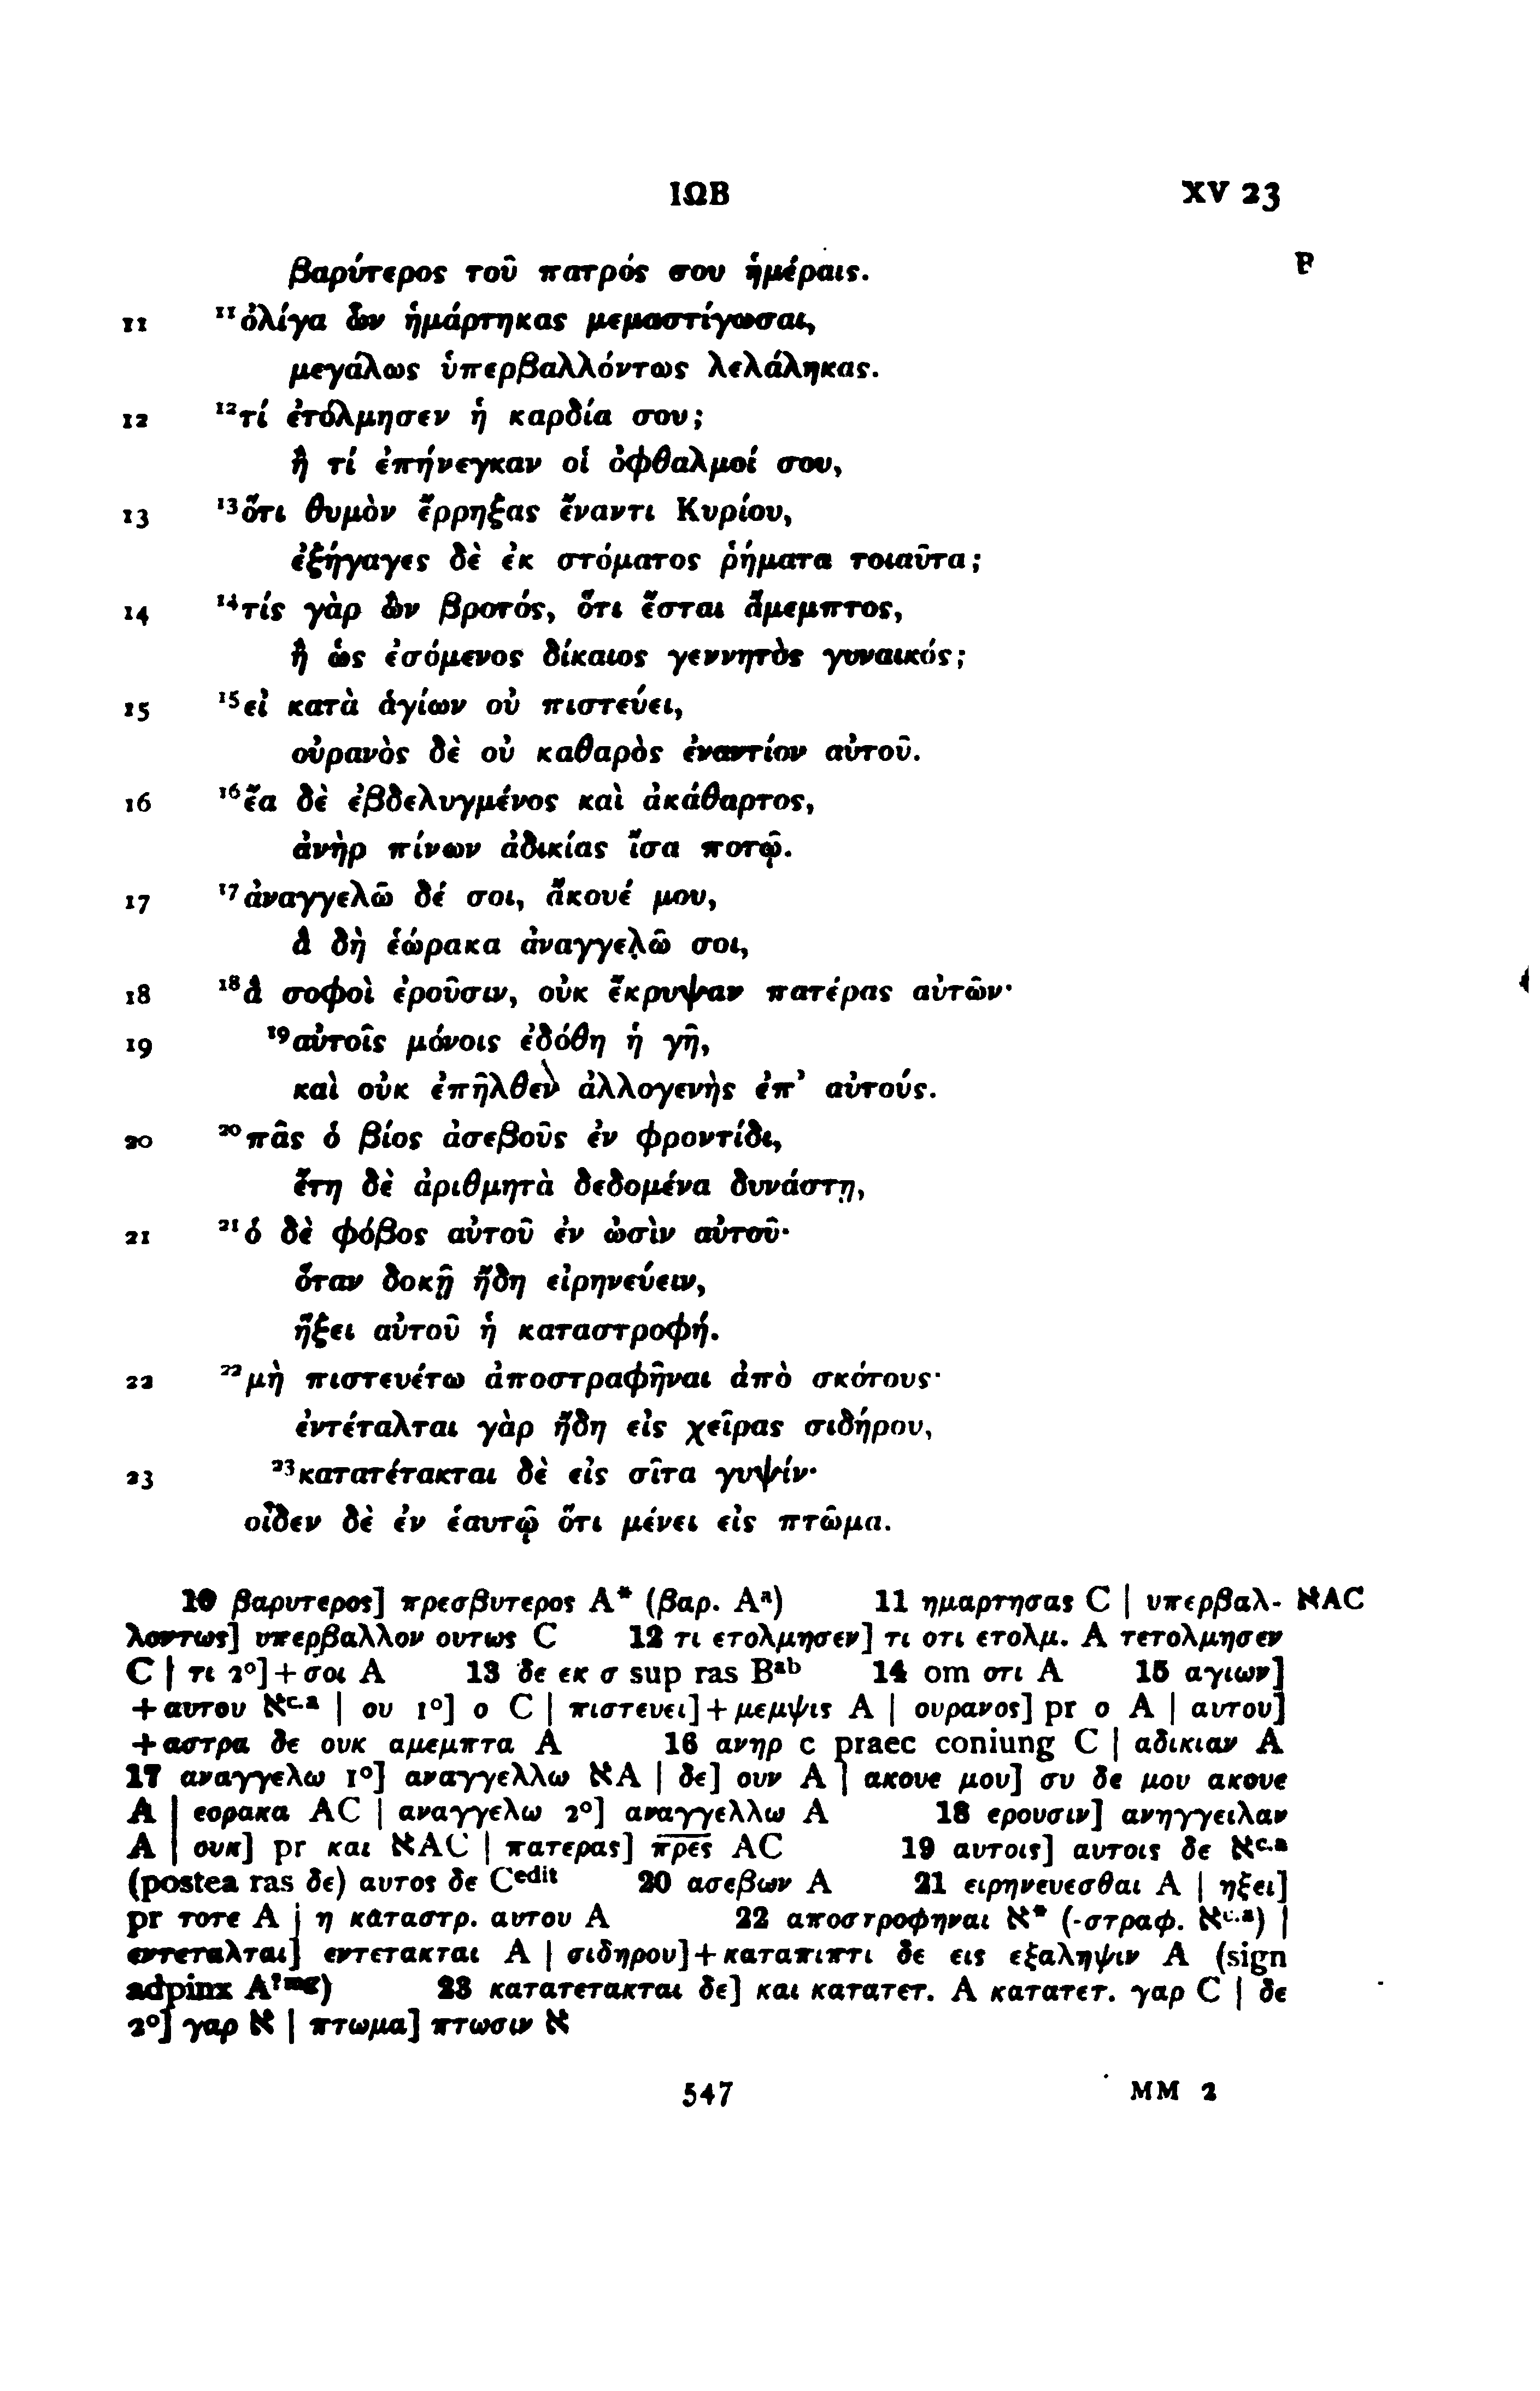 ΙΩΒ XV 23
βαρύτερος τοῦ πατρός σου ἡμέραις. B
11 ¹¹ὀλίγα ὧν ἡμάρτηκας μεμαστίγωσαι,
μεγάλως ὑπερβαλλόντως λελάληκας.
12 ¹²τί ἐτόλμησεν ἡ καρδία σου;
ἢ τί ἐπήνεγκαν οἱ ὀφθαλμοί σου,
13 ¹³ὅτι θυμὸν ἔρρηξας ἔναντι Κυρίου,
ἐξήγαγες δὲ ἐκ στόματος ῥήματα τοιαῦτα;
14 ¹⁴τίς γὰρ ὢν βροτός, ὅτι ἔσται ἄμεμπτος,
ἢ ὡς ἐσόμενος δίκαιος γεννητὸς γυναικός;
15 ¹⁵εἰ κατὰ ἁγίων οὐ πιστεύει,
οὐρανὸς δὲ οὐ καθαρὸς ἐναντίον αὐτοῦ.
16 ¹⁶ἔα δὲ ἐβδελυγμένος καὶ ἀκάθαρτος,
ἀνὴρ πίνων ἀδικίας ἴσα ποτῷ.
17 ¹⁷ἀναγγελῶ δέ σοι, ἄκουέ μου,
ἃ δὴ ἑώρακα ἀναγγελῶ σοι,
18 ¹⁸ἃ σοφοὶ ἐροῦσιν, οὐκ ἔκρυψαν πατέρας αὐτῶν·
19 ¹⁹αὐτοῖς μόνοις ἐδόθη ἡ γῆ,
καὶ οὐκ ἐπῆλθεν ἀλλογενὴς ἐπ’ αὐτούς.
20 ²⁰πᾶς ὁ βίος ἀσεβοῦς ἐν φροντίδι,
ἔτη δὲ ἀριθμητὰ δεδομένα δυνάστῃ,
21 ²¹ὁ δὲ φόβος αὐτοῦ ἐν ὠσὶν αὐτοῦ·
ὅταν δοκῇ ἤδη εἰρηνεύειν,
ἥξει αὐτοῦ ἡ καταστροφή.
22 ²²μὴ πιστευέτω ἀποστραφῆναι ἀπὸ σκότους·
ἐντέταλται γὰρ ἤδη εἰς χεῖρας σιδήρου,
23 ²³κατατέτακται δὲ εἰς σῖτα γυψίν·
οἶδεν δὲ ἐν ἑαυτῷ ὅτι μένει εἰς πτῶμα.
10 βαρυτερος] πρεσβυτερος A* (βαρ. Aᵃ) 11 ημαρτησας C | υπερβαλ- ℵAC
λοντως] υπερβαλλον ουτως C 12 τι ετολμησεν] τι οτι ετολμ. A τετολμησεν
C | τι 2°]+σοι A 13 δε εκ σ sup ras Bᵃᵇ 14 om οτι A 15 αγιων]
+αυτου ℵᶜ·ᵃ | ου 1°] ο C | πιστευει]+μεμψις A | ουρανος] pr ο A | αυτου]
+αστρα δε ουκ αμεμπτα A 16 ανηρ c praec coniung C | αδικιαν A
17 αναγγελω 1°] αναγγελλω ℵA | δε] ουν A | ακουε μου] συ δε μου ακουε
A | εορακα AC | αναγγελω 2°] αναγγελλω A 18 ερουσιν] ανηγγειλαν
A | ουκ] pr και ℵAC | πατερας] π̅ρ̅ε̅ς̅ AC 19 αυτοις] αυτοις δε ℵᶜ·ᵃ
(postea ras δε) αυτος δε Cᵉᵈⁱᵗ 20 ασεβων A 21 ειρηνευεσθαι A | ηξει]
pr τοτε A | η καταστρ. αυτου A 22 αποστροφηναι ℵ* (-στραφ. ℵᶜ·ᵃ) |
εντεταλται] εντετακται A | σιδηρου]+καταπιπτι δε εις εξαληψιν A (sign
adpinx A?ᵐᵍ) 23 κατατετακται δε] και κατατετ. A κατατετ. γαρ C | δε
2°] γαρ ℵ | πτωμα] πτωσιν ℵ
547 MM 2